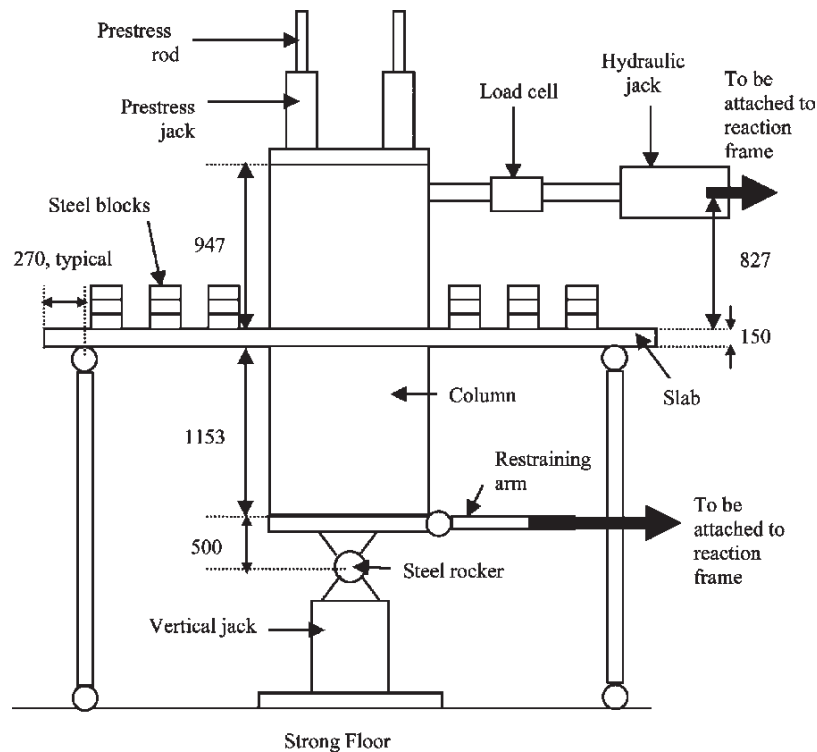 Prestress
rod
Prestress
jack
Load cell
Hydraulic
jack
To be
attached to
reaction
frame
Steel blocks
270, typical
947
827
150
Slab
Column
1153
Restraining
arm
To be
attached to
reaction
frame
500
Steel rocker
Vertical jack
Strong Floor